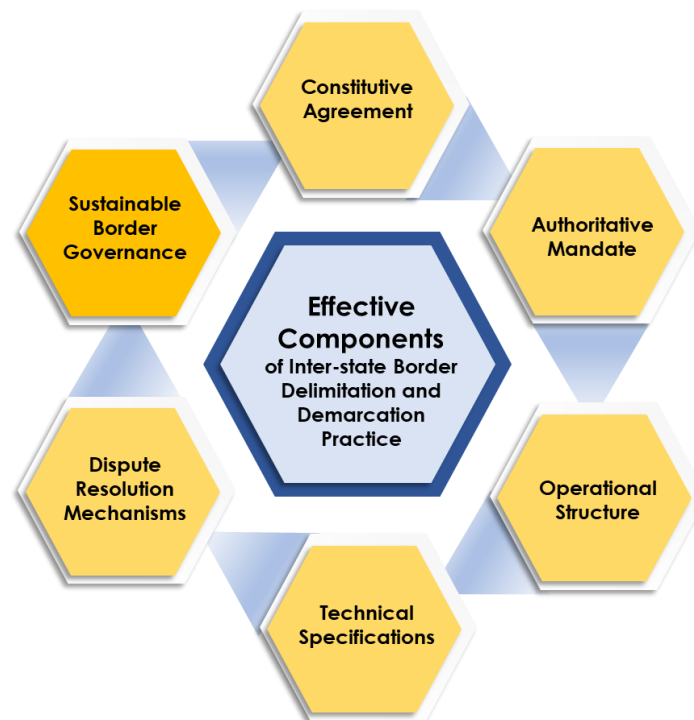 Constitutive
Agreement
Authoritative
Mandate
Operational
Structure
Technical
Specifications
Dispute
Resolution
Mechanisms
Sustainable
Border
Governance
Effective
Components
of Inter-state Border
Delimitation and
Demarcation
Practice